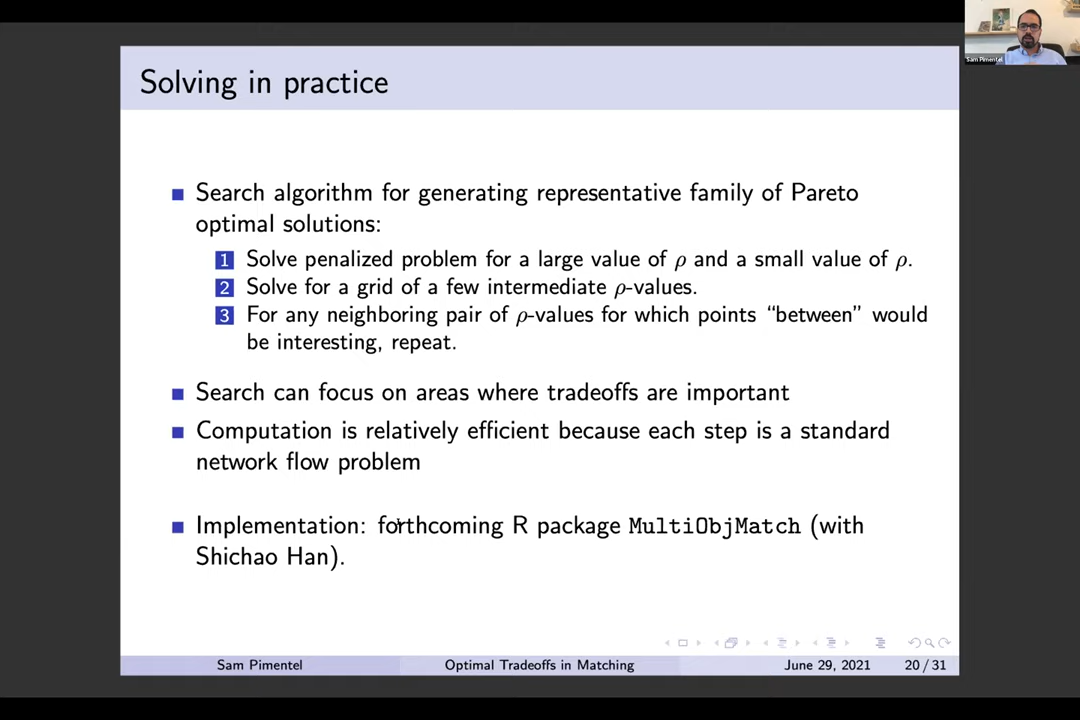 Solving in practice
Search algorithm for generating representative family of Pareto
optimal solutions:
1 Solve penalized problem for a large value of ρ and a small value of ρ.
2 Solve for a grid of a few intermediate ρ-values.
3 For any neighboring pair of ρ-values for which points “between” would
be interesting, repeat.
Search can focus on areas where tradeoffs are important
Computation is relatively efficient because each step is a standard
network flow problem
Implementation: forthcoming R package MultiObjMatch (with
Shichao Han).
Sam Pimentel Optimal Tradeoffs in Matching June 29, 2021 20 / 31
Sam Pimentel